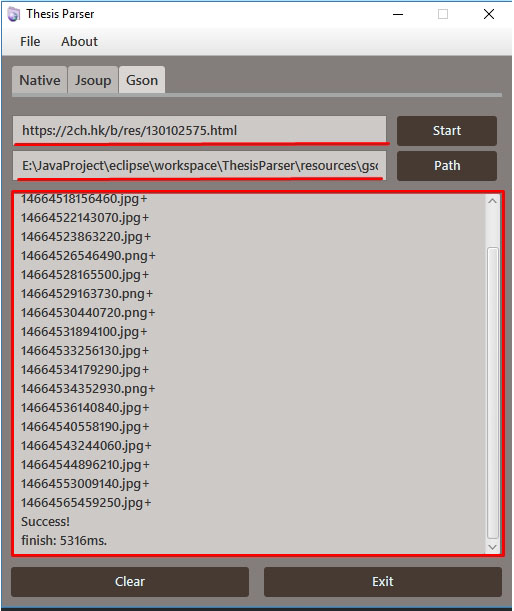 Thesis Parser
File About
Native Jsoup Gson
https://2ch.hk/b/res/130102575.html Start
E:\JavaProject\eclipse\workspace\ThesisParser\resources\gsc Path
14664518156460.jpg+
14664522143070.jpg+
14664523863220.jpg+
14664526546490.png+
14664528165500.jpg+
14664529163730.png+
14664530440720.png+
14664531894100.jpg+
14664533256130.jpg+
14664534179290.jpg+
14664534352930.png+
14664536140840.jpg+
14664540558190.jpg+
14664543244060.jpg+
14664544896210.jpg+
14664553009140.jpg+
14664565459250.jpg+
Success!
finish: 5316ms.
Clear Exit